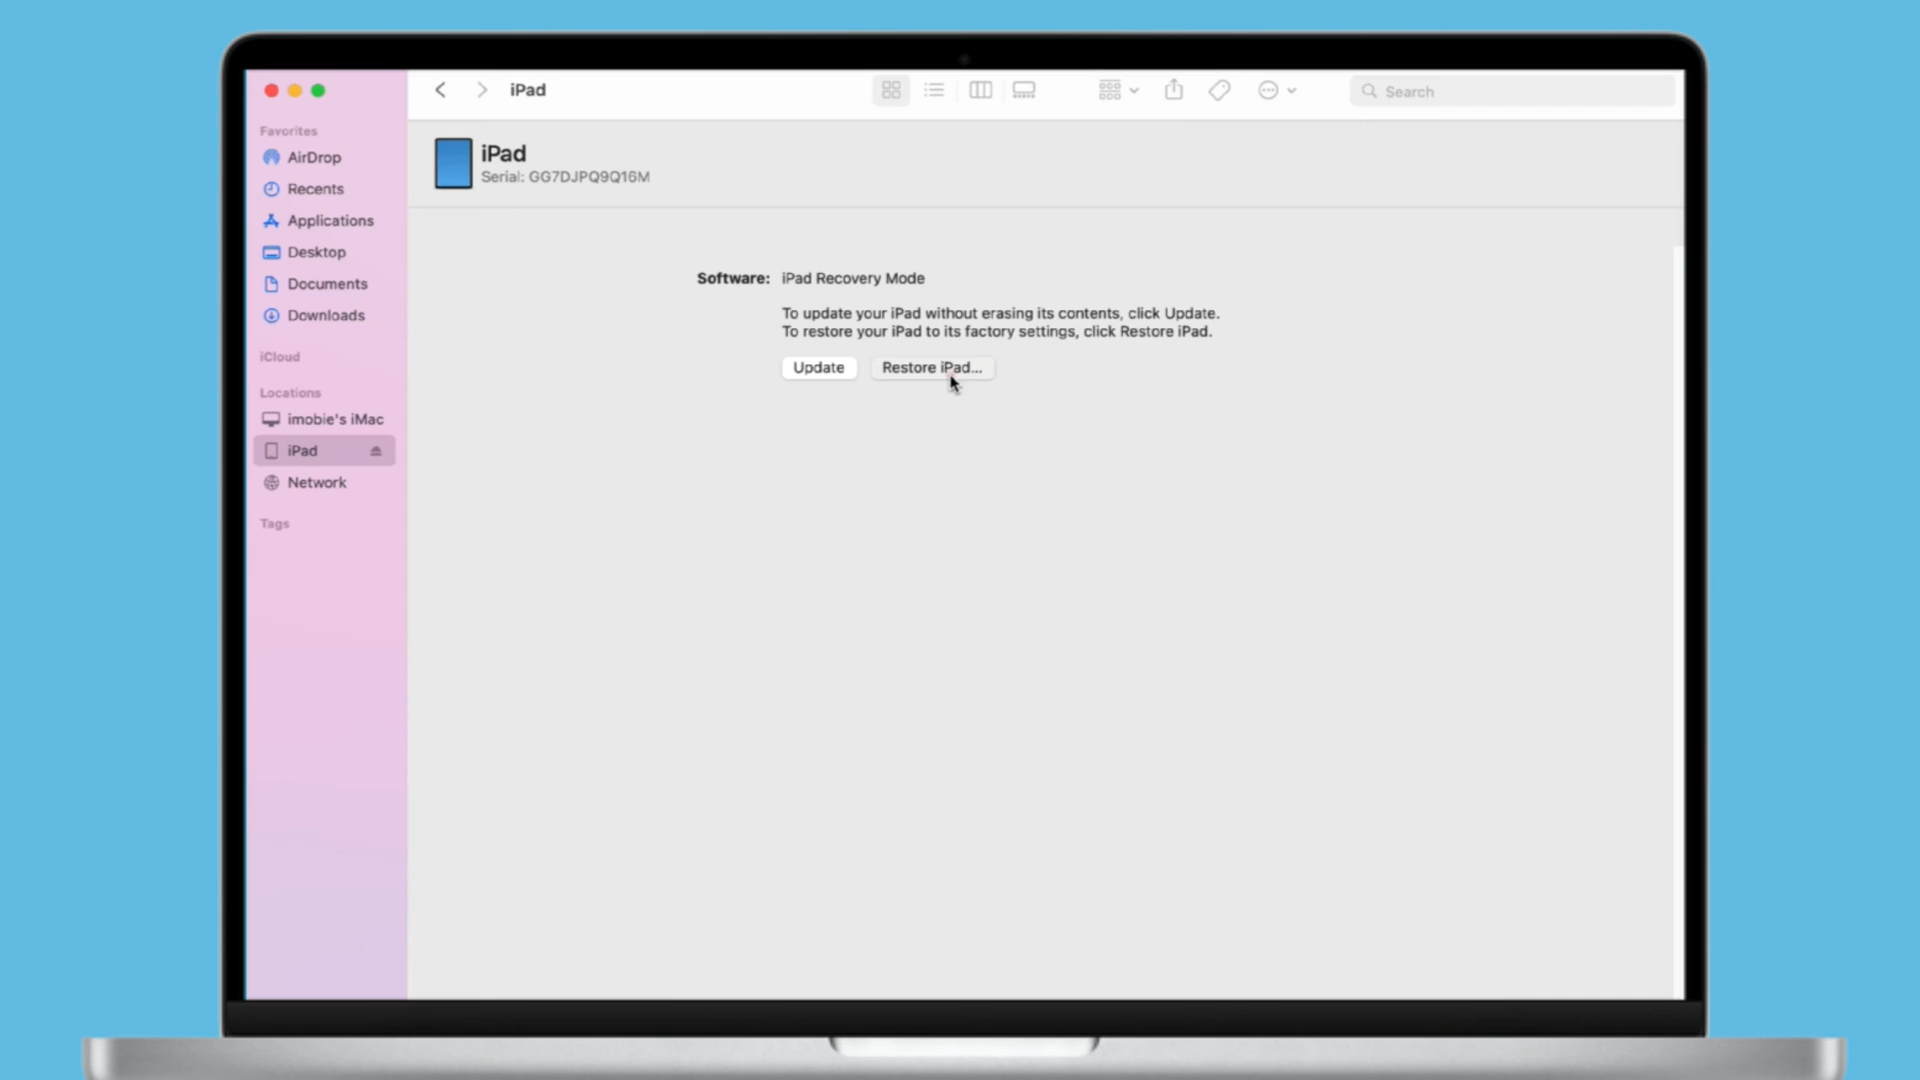 iPad
Search
Favorites
AirDrop
Recents
Applications
Desktop
Documents
Downloads
iCloud
Locations
imobie's iMac
iPad
Network
Tags
iPad
Serial: GG7DJPQ9Q16M
Software: iPad Recovery Mode
To update your iPad without erasing its contents, click Update.
To restore your iPad to its factory settings, click Restore iPad.
Update
Restore iPad...